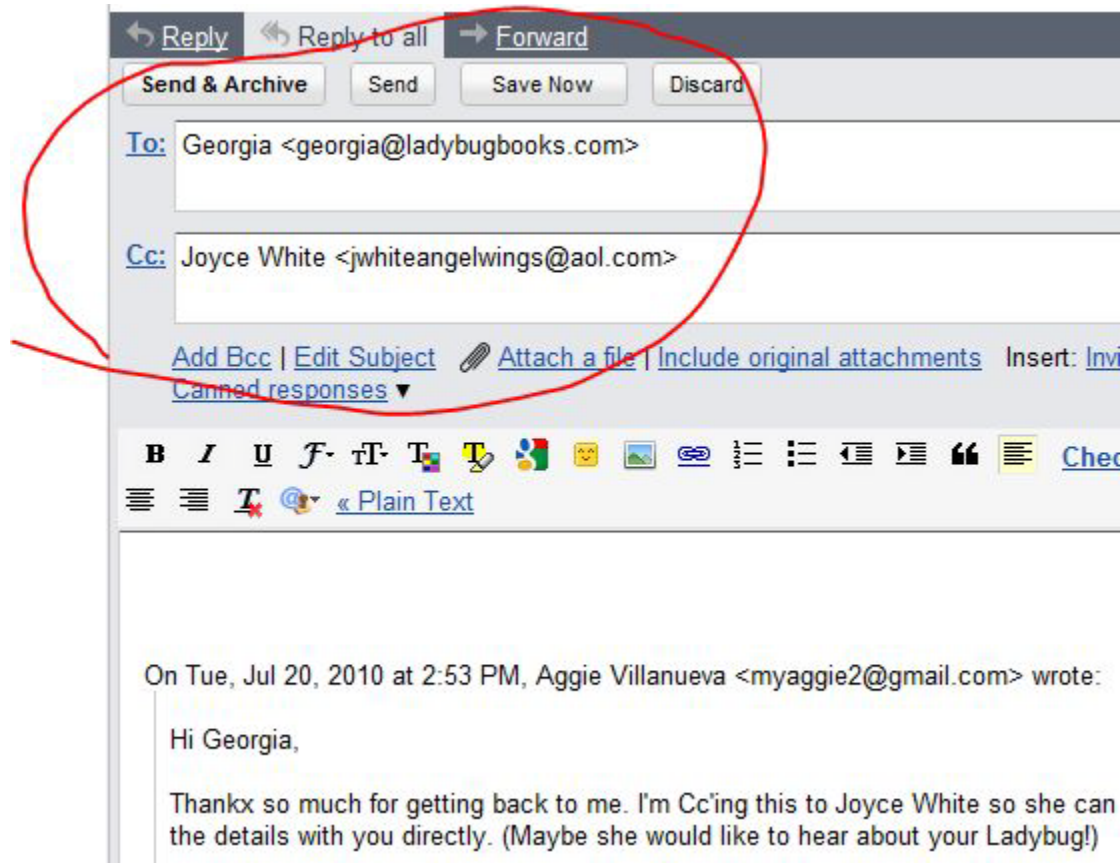 Reply Reply to all Forward
Send & Archive Send Save Now Discard
To: Georgia <georgia@ladybugbooks.com>
Cc: Joyce White <jwhiteangelwings@aol.com>
Add Bcc | Edit Subject Attach a file | Include original attachments Insert: Invi
Canned responses ▼
B I U F T T T Chec
T « Plain Text
On Tue, Jul 20, 2010 at 2:53 PM, Aggie Villanueva <myaggie2@gmail.com> wrote:
Hi Georgia,
Thankx so much for getting back to me. I'm Cc'ing this to Joyce White so she can
the details with you directly. (Maybe she would like to hear about your Ladybug!)